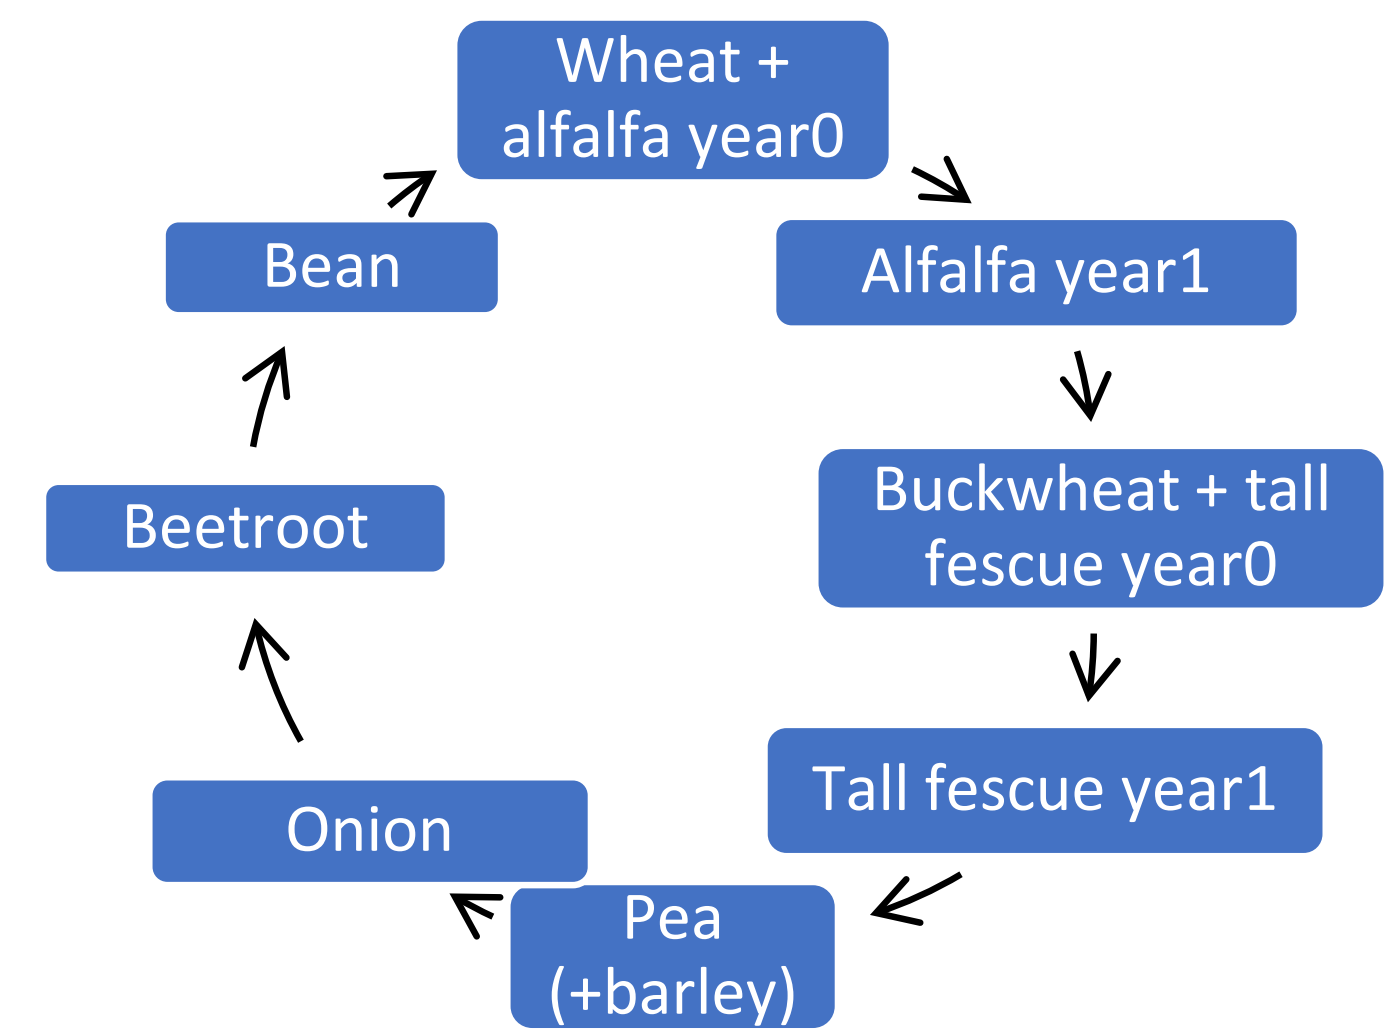 Wheat +
alfalfa year0
Alfalfa year1
Buckwheat + tall
fescue year0
Tall fescue year1
Pea
(+barley)
Onion
Beetroot
Bean